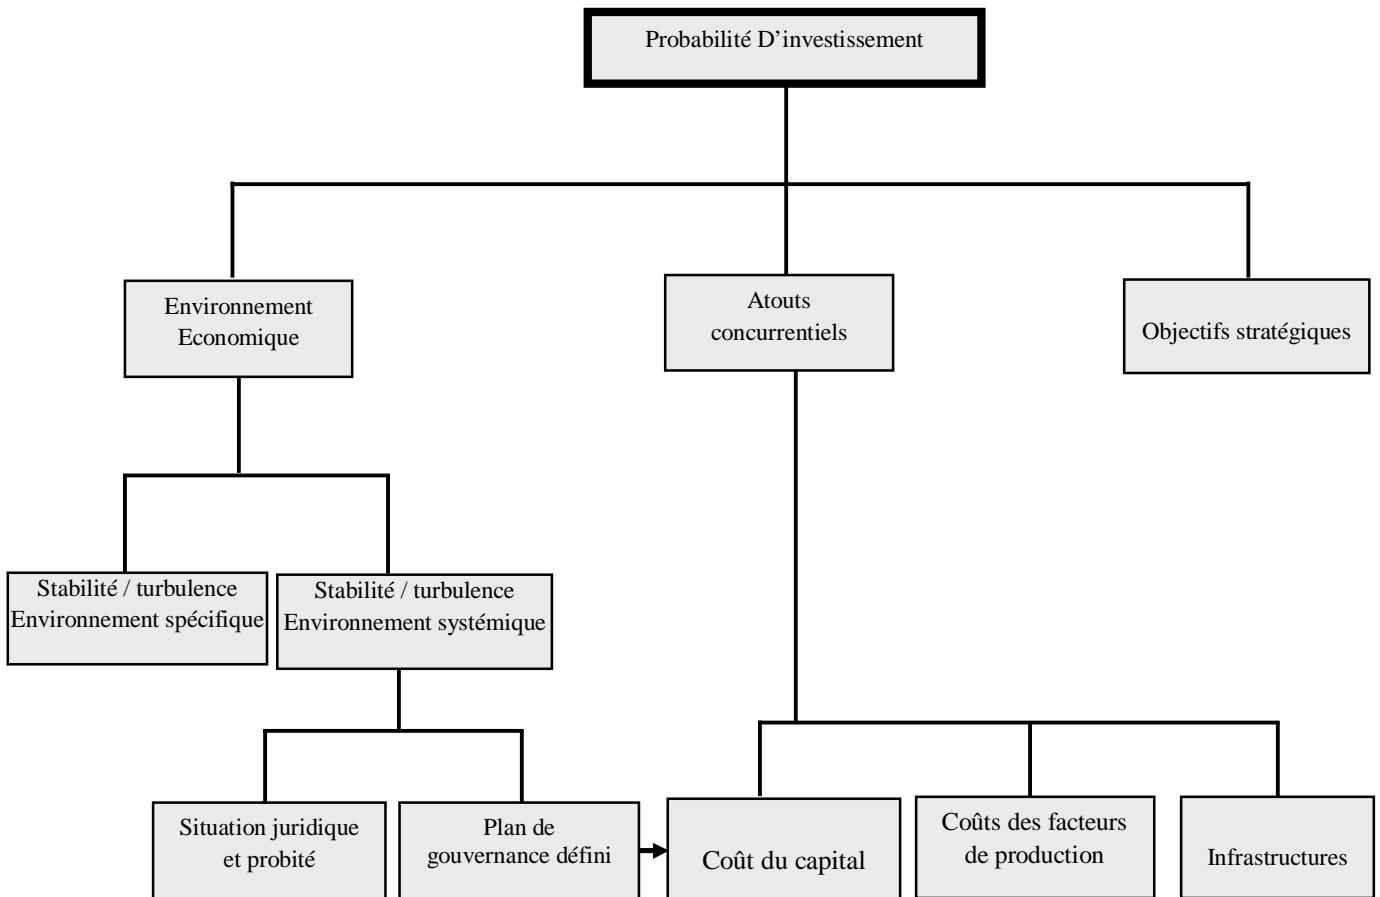 Probabilité D’investissement
Environnement
Economique
Atouts
concurrentiels
Objectifs stratégiques
Stabilité / turbulence
Environnement spécifique
Stabilité / turbulence
Environnement systémique
Situation juridique
et probité
Plan de
gouvernance défini
Coût du capital
Coûts des facteurs
de production
Infrastructures